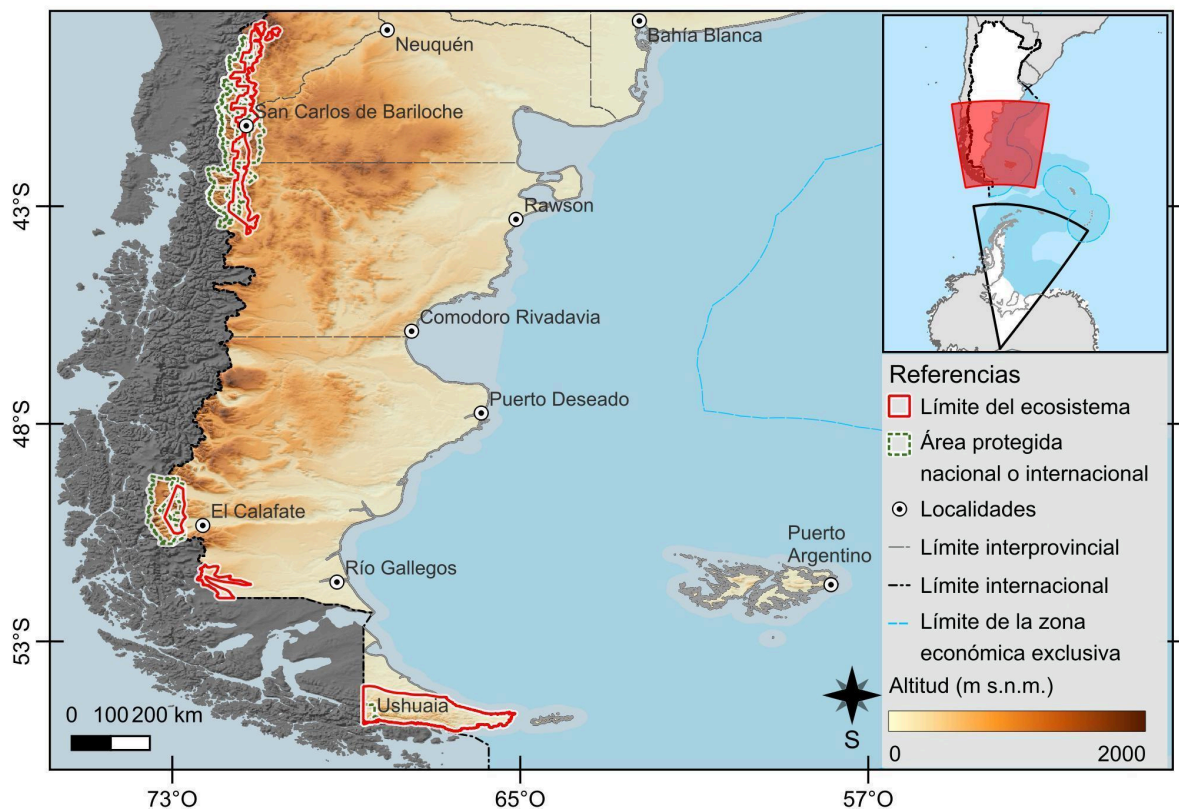 Neuquén
Bahía Blanca
San Carlos de Bariloche
Rawson
Comodoro Rivadavia
Puerto Deseado
El Calafate
Río Gallegos
Puerto
Argentino
Ushuaia
43°S
48°S
53°S
0 100 200 km
S
73°O
65°O
57°O
Referencias
Límite del ecosistema
Área protegida
nacional o internacional
Localidades
Límite interprovincial
Límite internacional
Límite de la zona
económica exclusiva
Altitud (m s.n.m.)
0
2000